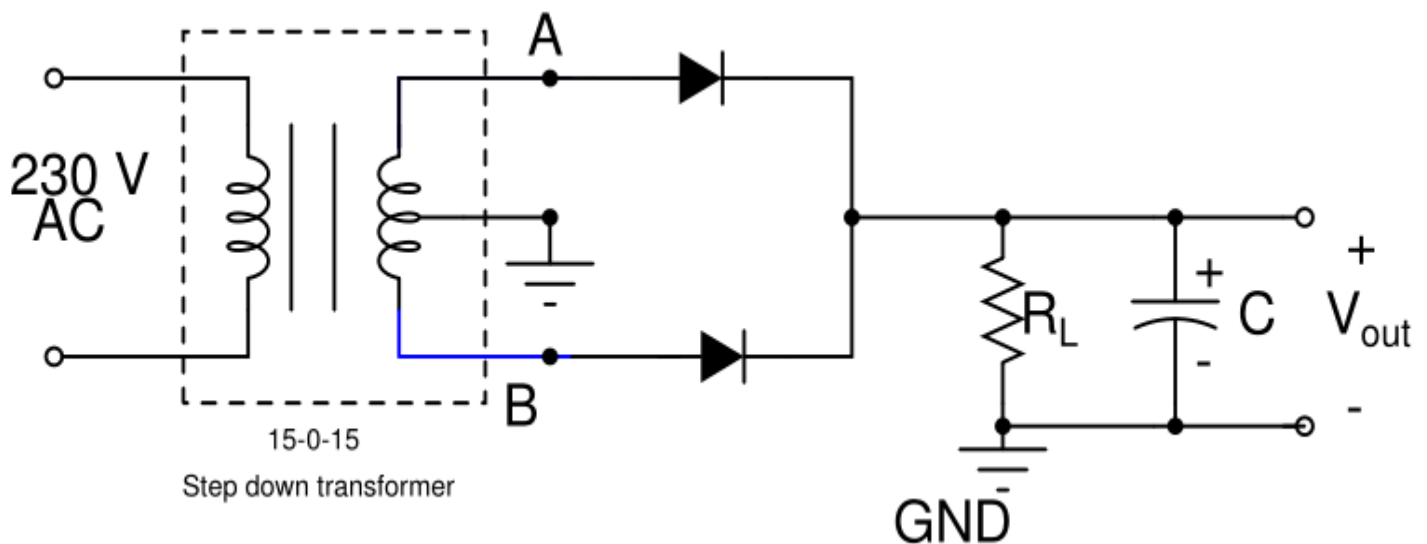 A
230 V
AC
B
15-0-15
Step down transformer
+
R_L
-
C
+
V_out
-
GND